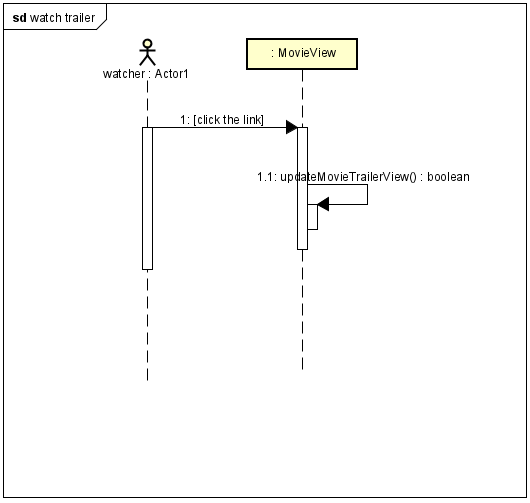 sd watch trailer
watcher : Actor1
: MovieView
1: [click the link]
1.1: updateMovieTrailerView() : boolean